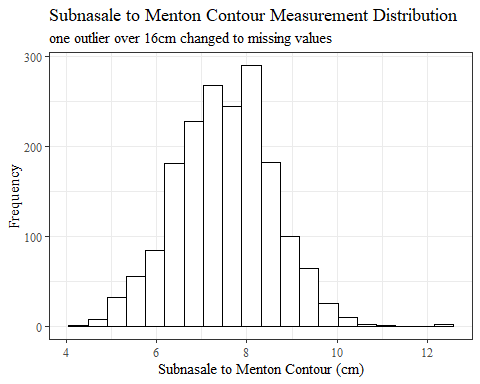 Subnasale to Menton Contour Measurement Distribution
one outlier over 16cm changed to missing values
300
200
100
0
Frequency
4 6 8 10 12
Subnasale to Menton Contour (cm)